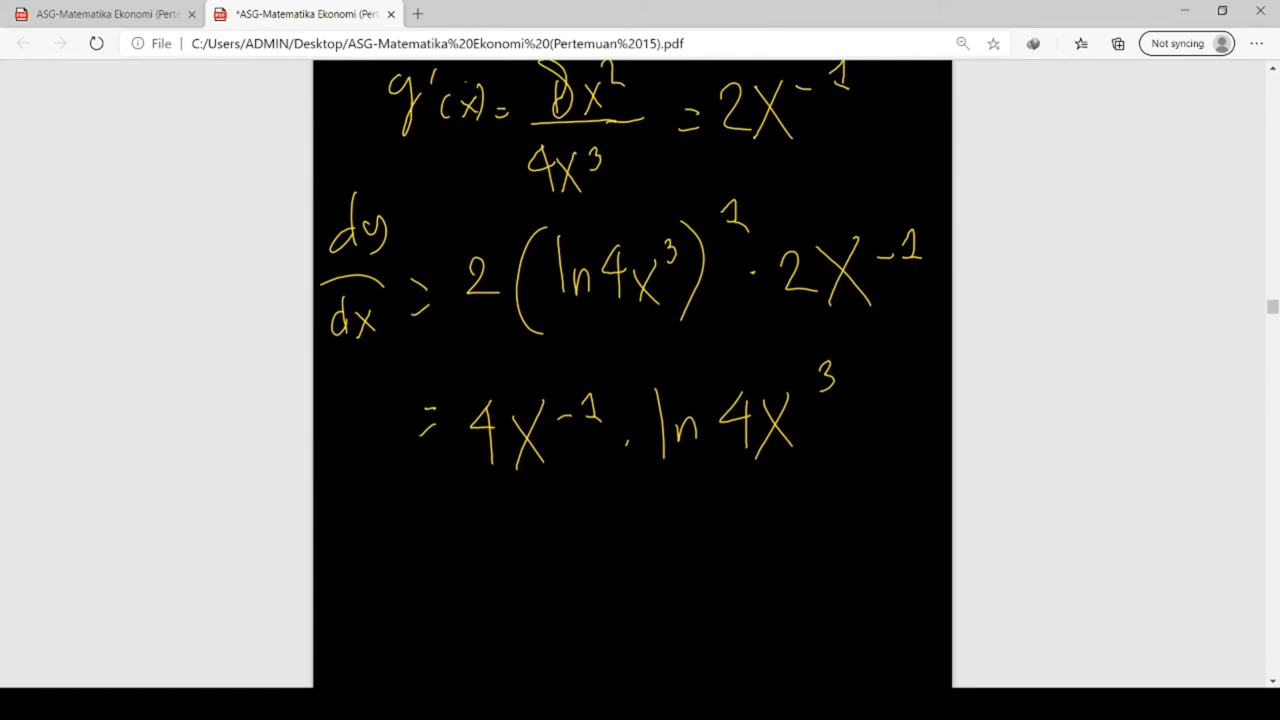 ASG-Matematika Ekonomi (Perte
*ASG-Matematika Ekonomi (Pert
File
C:/Users/ADMIN/Desktop/ASG-Matematika%20Ekonomi%20(Pertemuan%2015).pdf
Not syncing
g'(x) = 8x²/4x³ = 2x⁻¹
dy/dx = 2(ln 4x³)¹ · 2x⁻¹
= 4x⁻¹ · ln 4x³